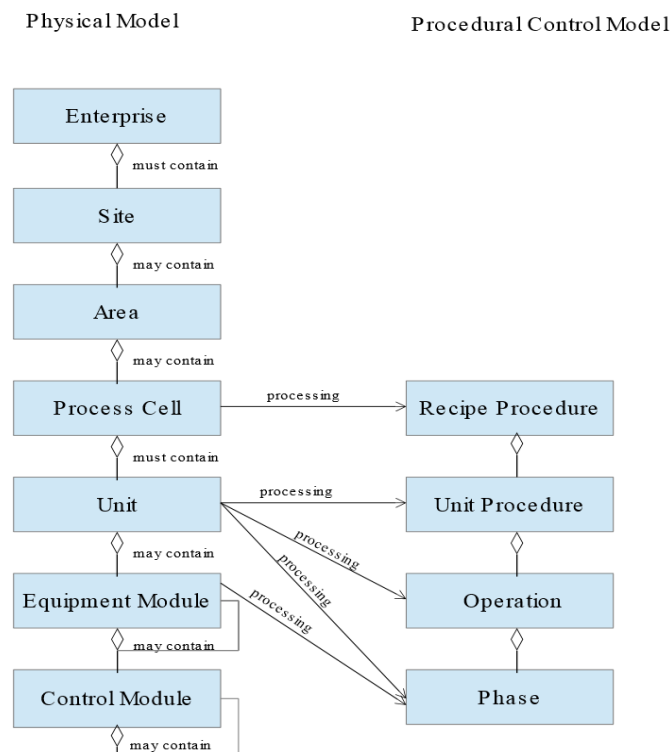 Physical Model
Procedural Control Model
Enterprise
must contain
Site
may contain
Area
may contain
Process Cell
processing
Recipe Procedure
must contain
Unit
processing
Unit Procedure
processing
processing
may contain
Equipment Module
processing
Operation
may contain
Control Module
Phase
may contain